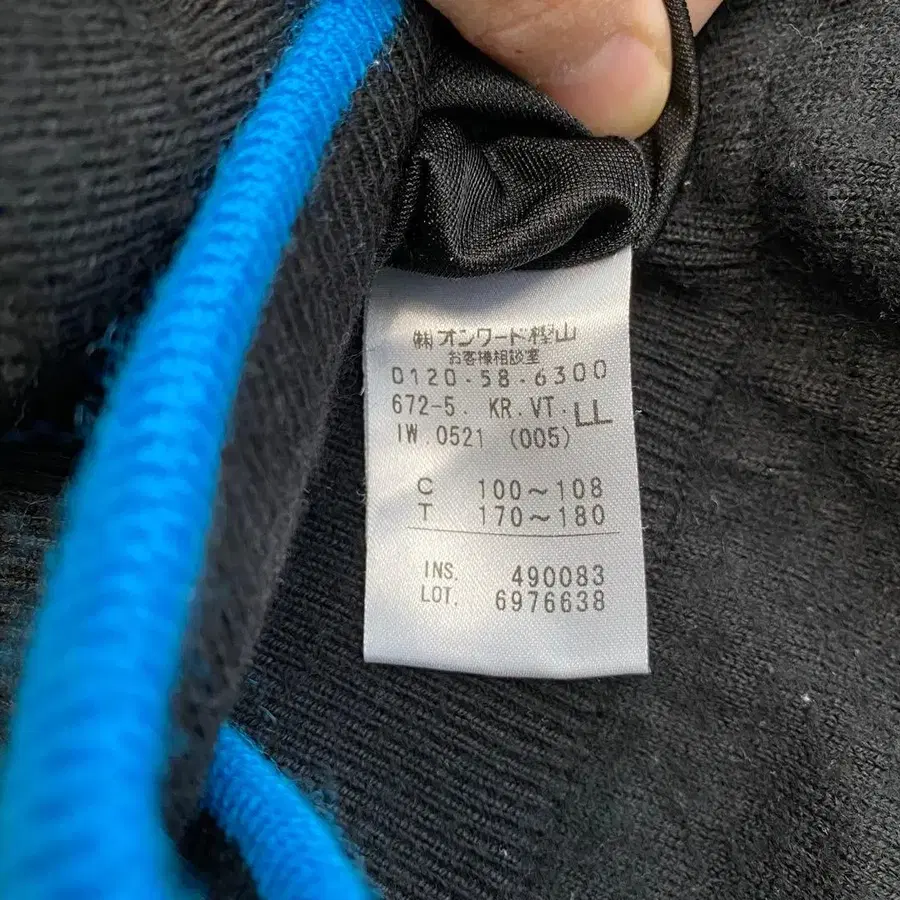 ㈱オンワード樫山
お客様相談室
0120-58-6300
672-5. KR.VT. LL
IW 0521 (005)
C 100～108
T 170～180
INS. 490083
LOT. 6976638